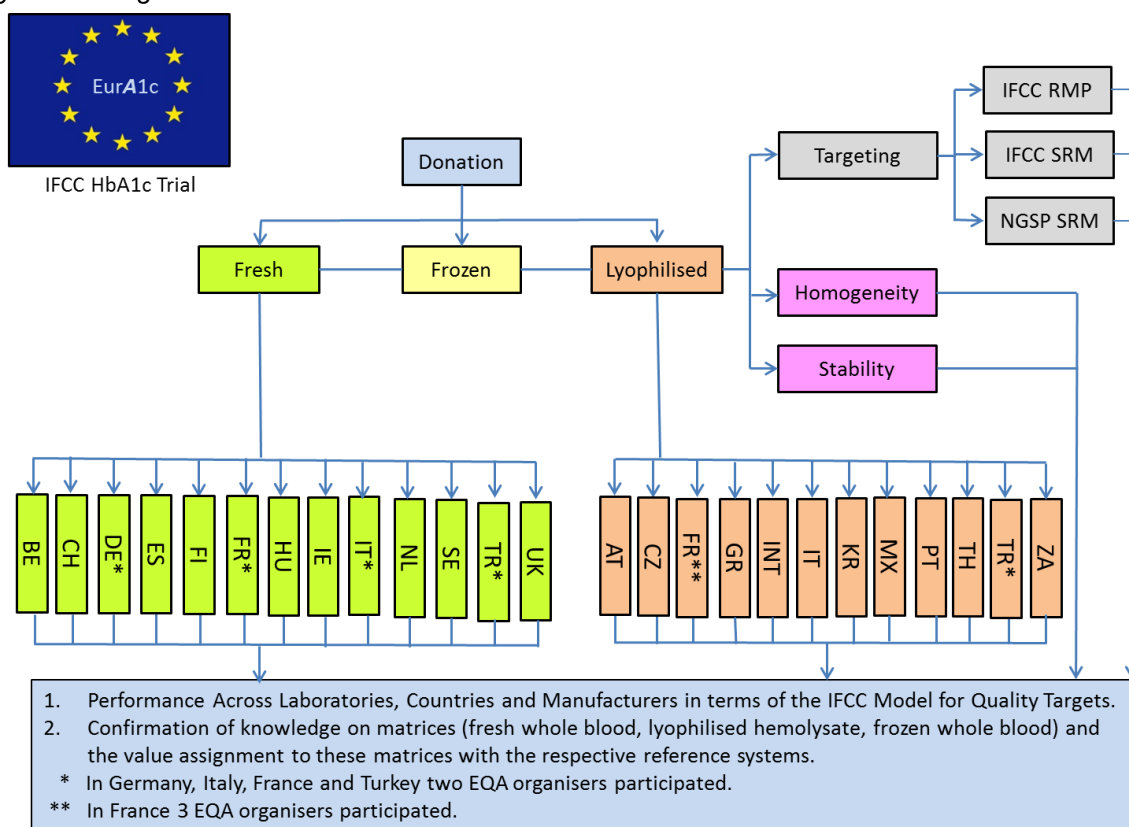 EurA1c
IFCC HbA1c Trial
Donation
Fresh
Frozen
Lyophilised
Targeting
IFCC RMP
IFCC SRM
NGSP SRM
Homogeneity
Stability
BE
CH
DE*
ES
FI
FR*
HU
IE
IT*
NL
SE
TR*
UK
AT
CZ
FR**
GR
INT
IT
KR
MX
PT
TH
TR*
ZA
1. Performance Across Laboratories, Countries and Manufacturers in terms of the IFCC Model for Quality Targets.
2. Confirmation of knowledge on matrices (fresh whole blood, lyophilised hemolysate, frozen whole blood) and
the value assignment to these matrices with the respective reference systems.
* In Germany, Italy, France and Turkey two EQA organisers participated.
** In France 3 EQA organisers participated.